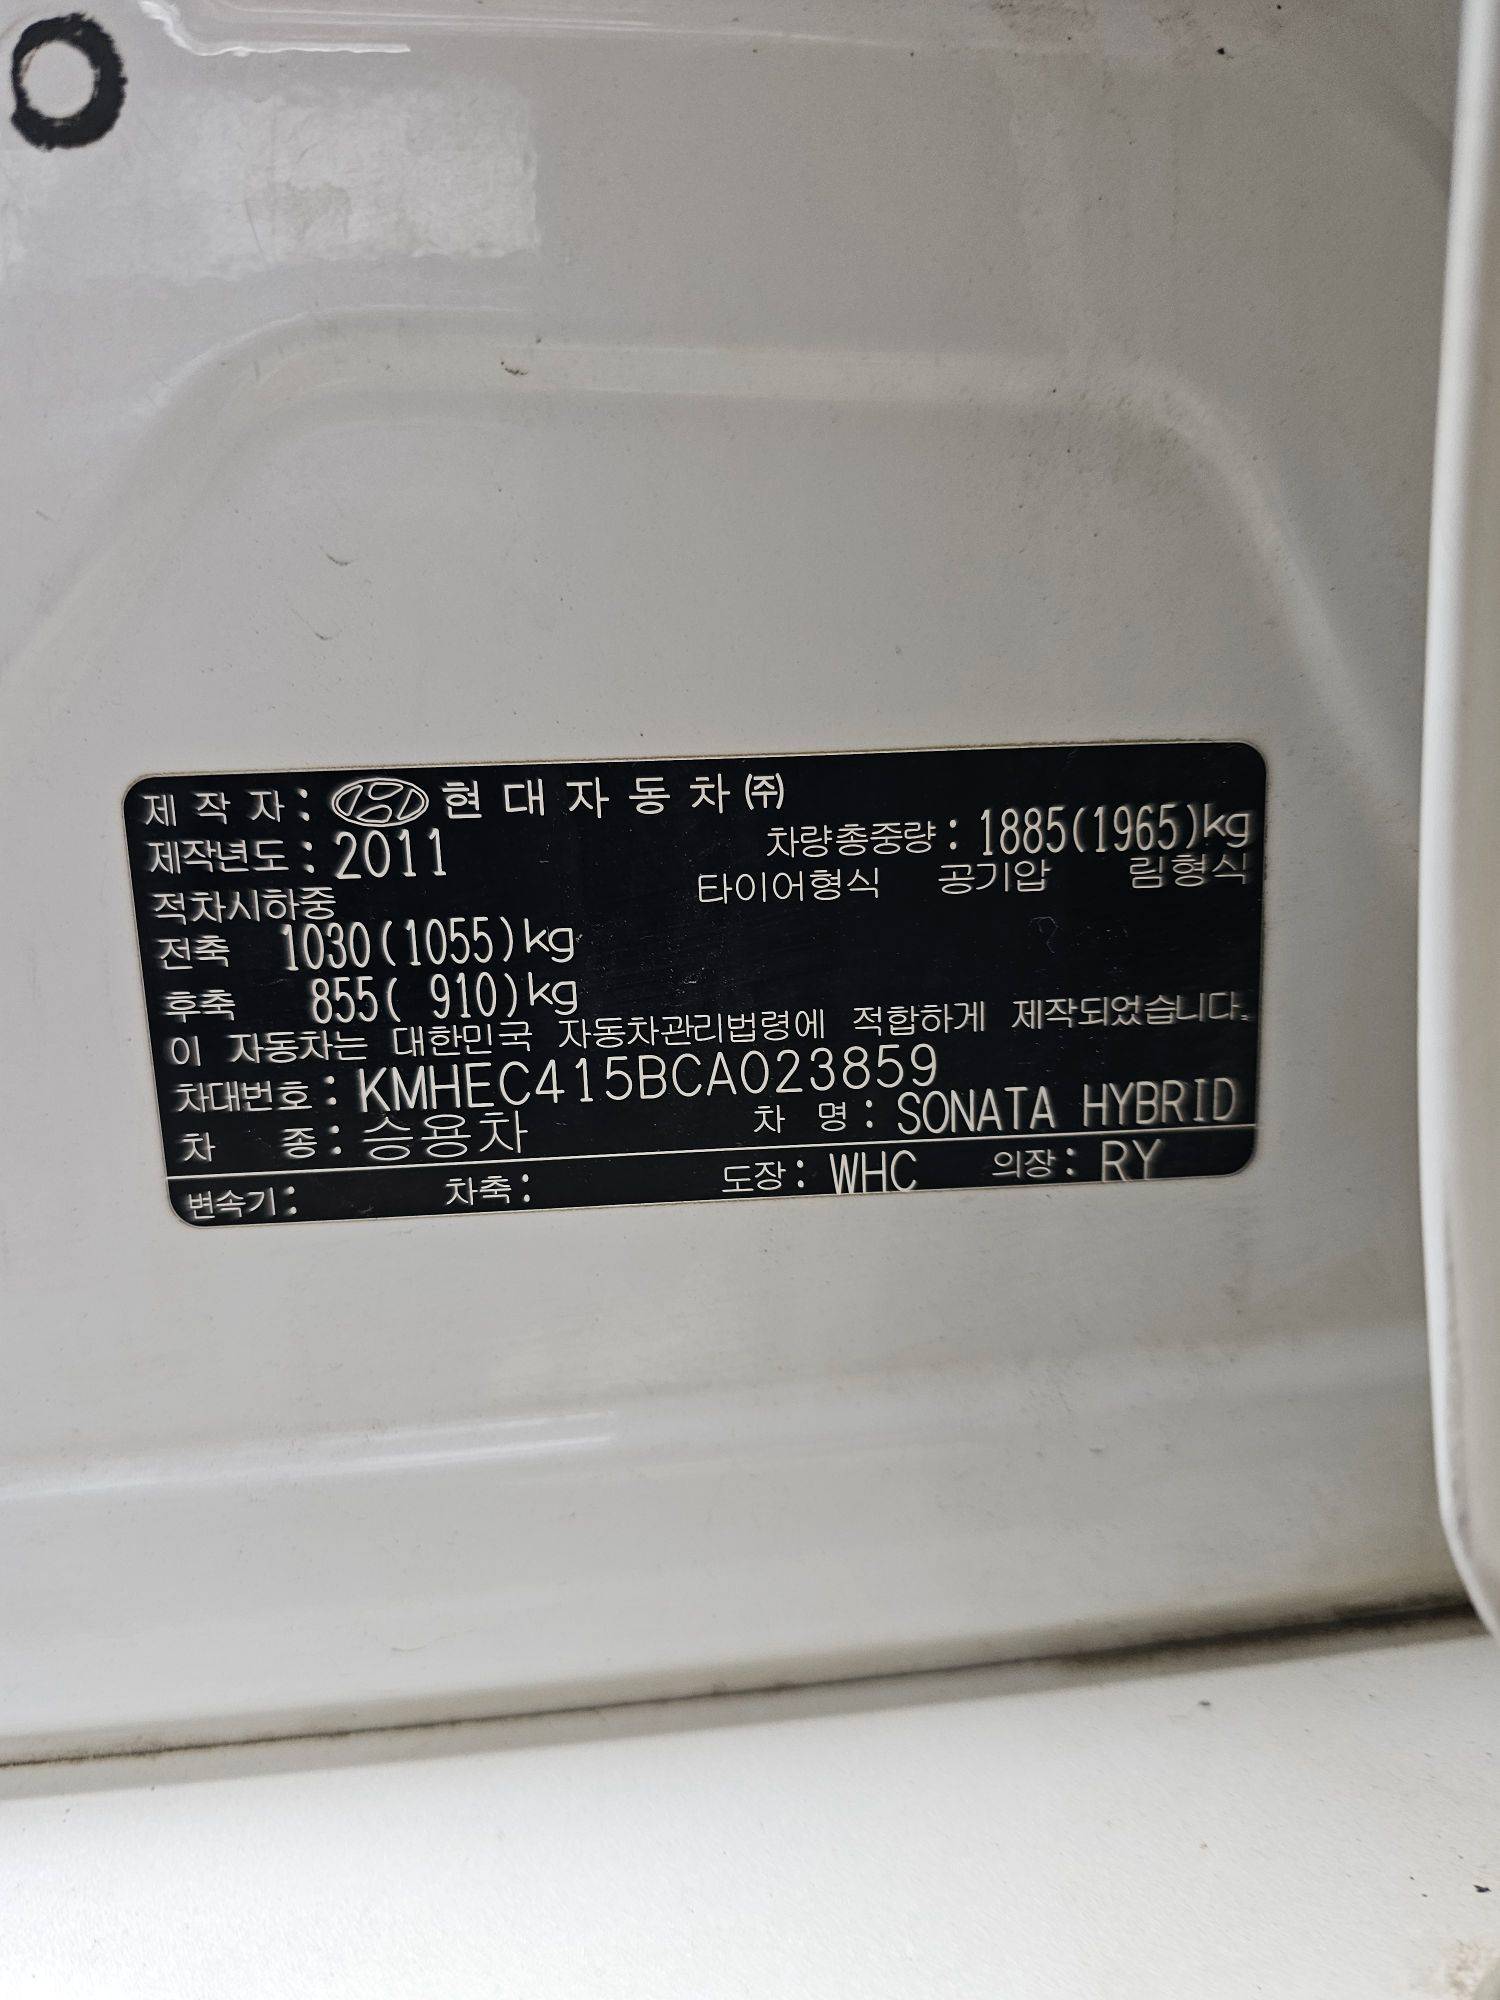 제 작 자 : 현 대 자 동 차 ㈜
제작년도 : 2011 차량총중량 : 1885(1965)kg
적차시하중 타이어형식 공기압 림형식
전축 1030(1055)kg
후축 855( 910)kg
이 자동차는 대한민국 자동차관리법령에 적합하게 제작되었습니다.
차대번호 : KMHEC415BCA023859
차 종 : 승용차 차 명 : SONATA HYBRID
변속기 : 차축 : 도장 : WHC 의장 : RY